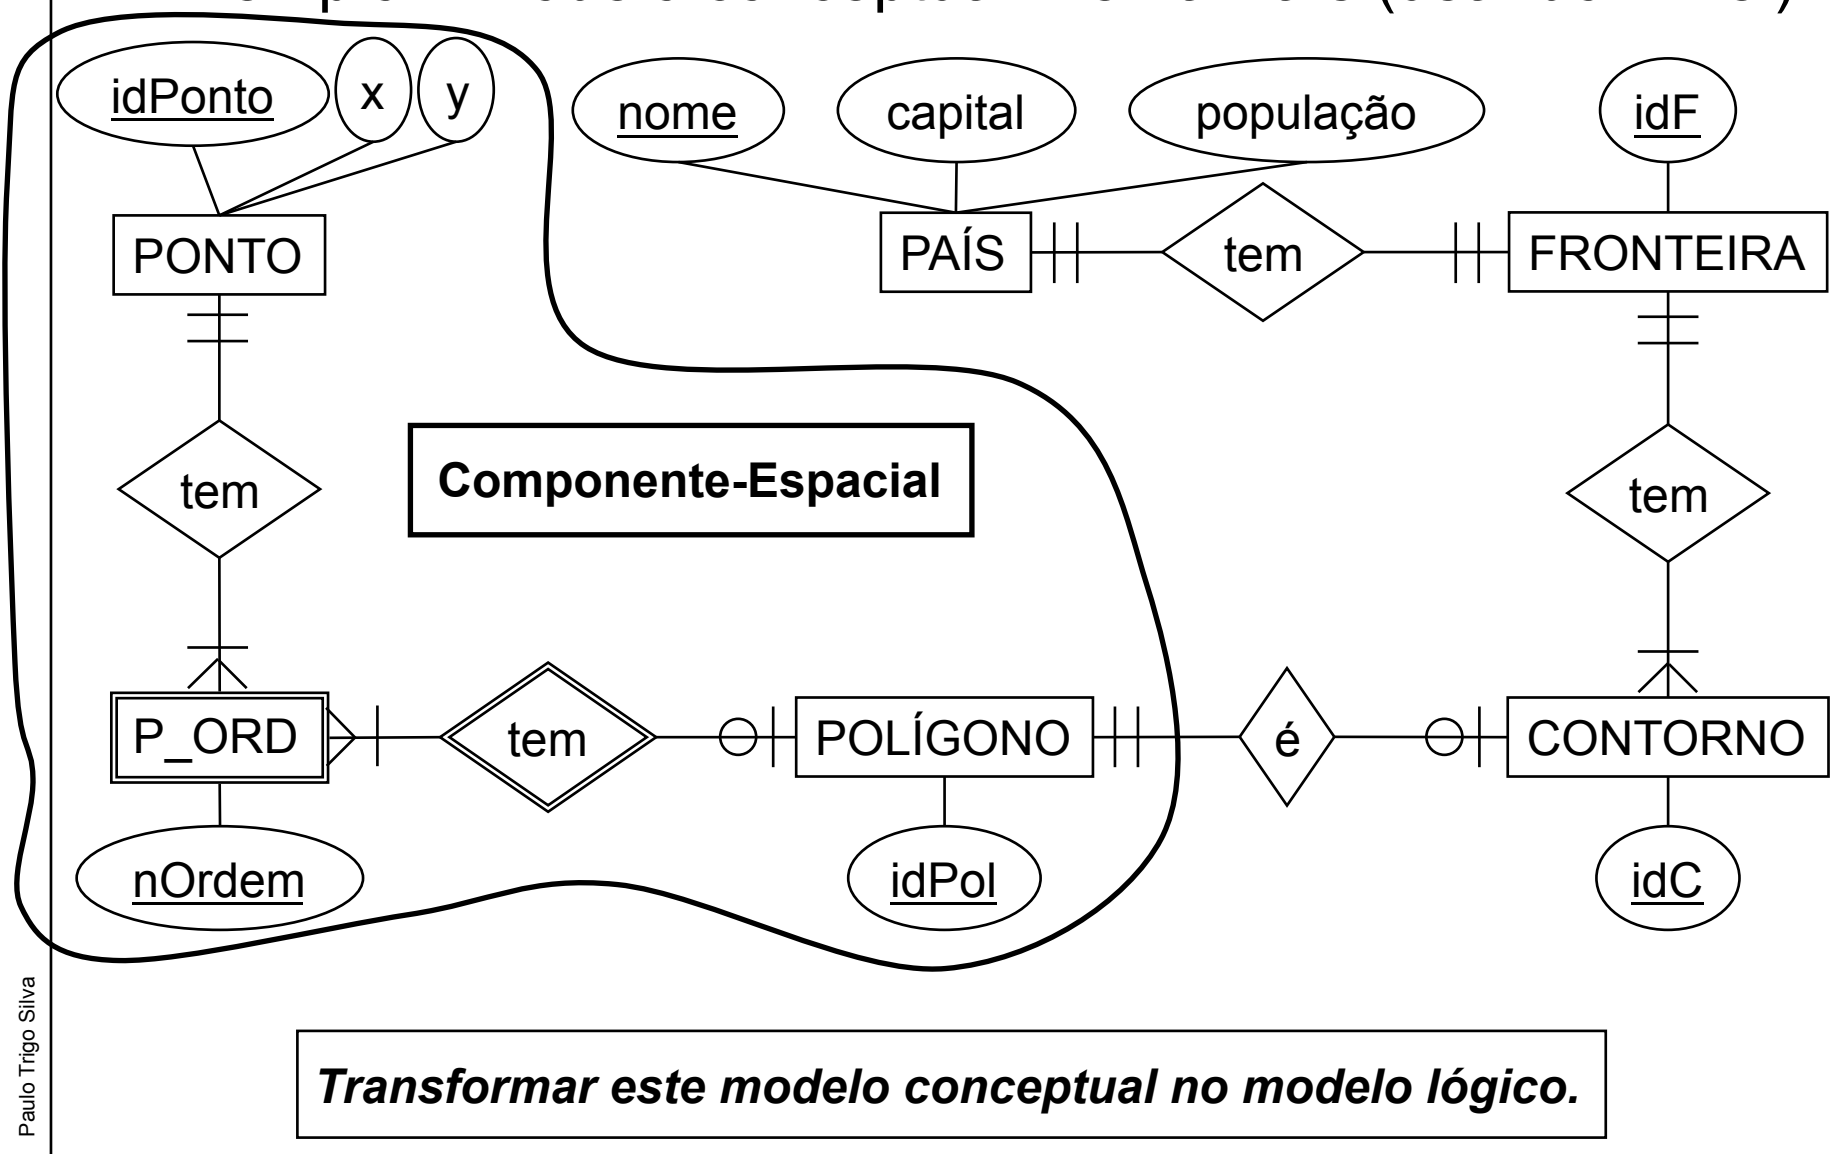 idPonto
x
y
nome
capital
população
idF
PONTO
PAÍS
tem
FRONTEIRA
tem
Componente-Espacial
tem
P_ORD
tem
POLÍGONO
é
CONTORNO
nOrdem
idPol
idC
Paulo Trigo Silva
Transformar este modelo conceptual no modelo lógico.